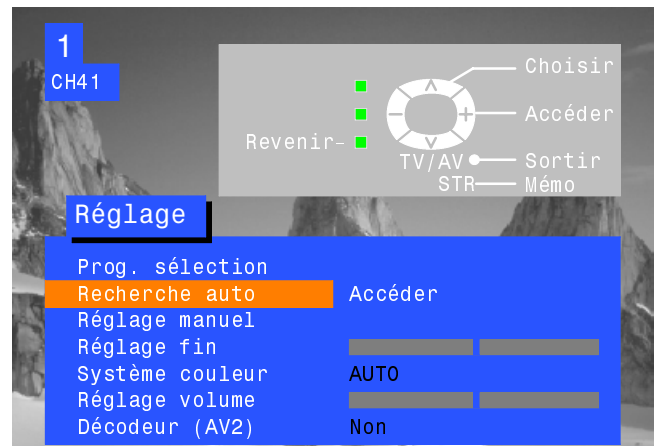 1
CH41
Choisir
Accéder
Revenir
TV/AV Sortir
STR Mémo
Réglage
Prog. sélection
Recherche auto Accéder
Réglage manuel
Réglage fin
Système couleur AUTO
Réglage volume
Décodeur (AV2) Non